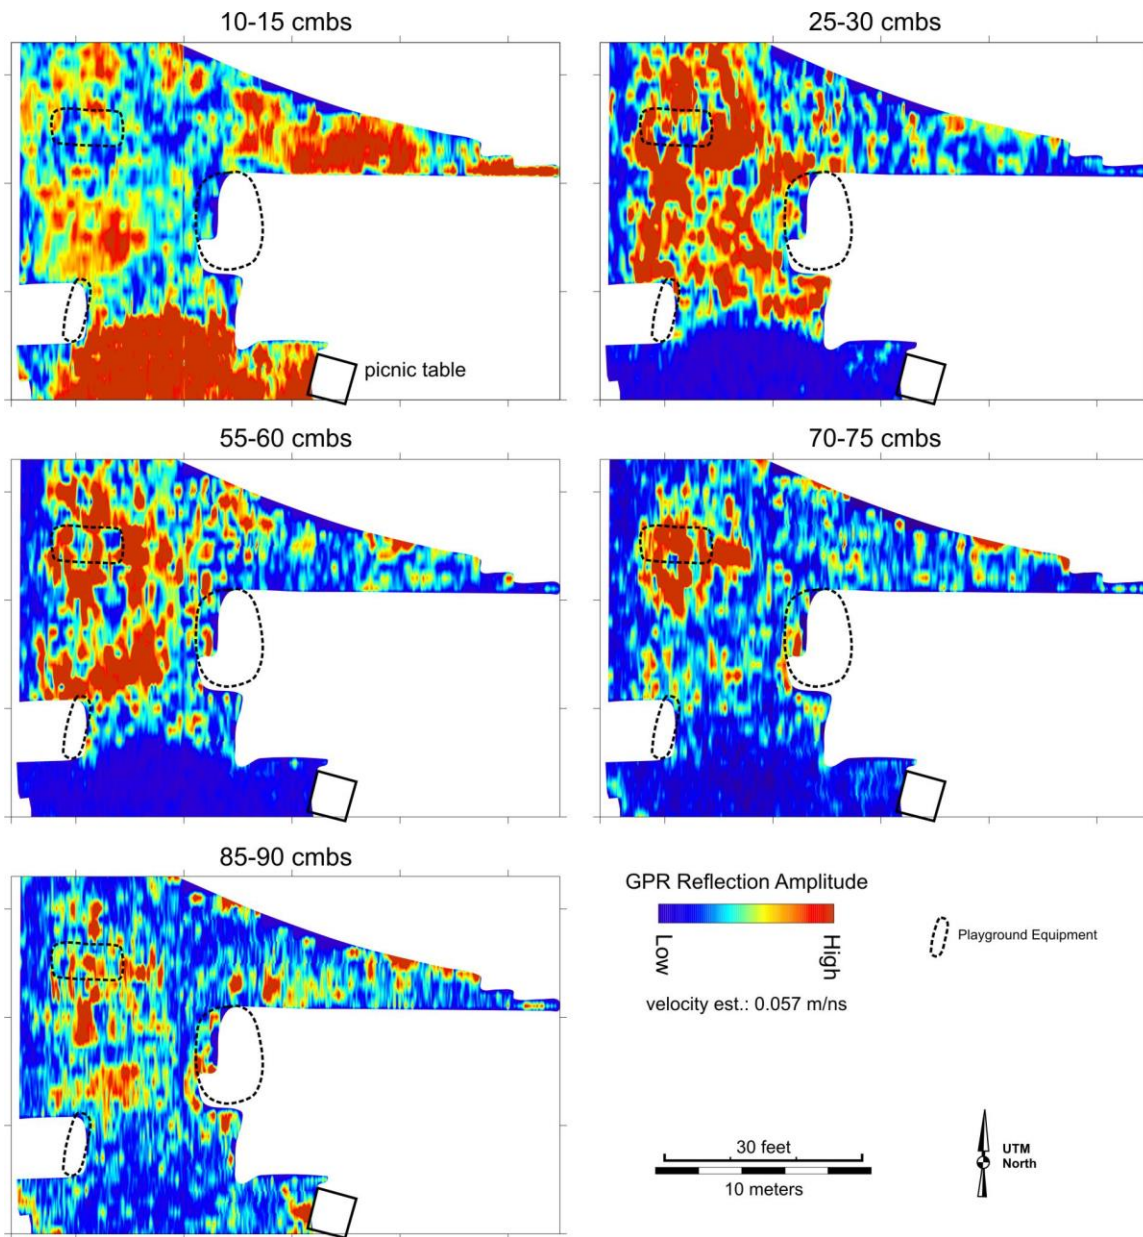 10-15 cmbs
25-30 cmbs
picnic table
55-60 cmbs
70-75 cmbs
85-90 cmbs
GPR Reflection Amplitude
Low
High
velocity est.: 0.057 m/ns
Playground Equipment
30 feet
10 meters
UTM
North